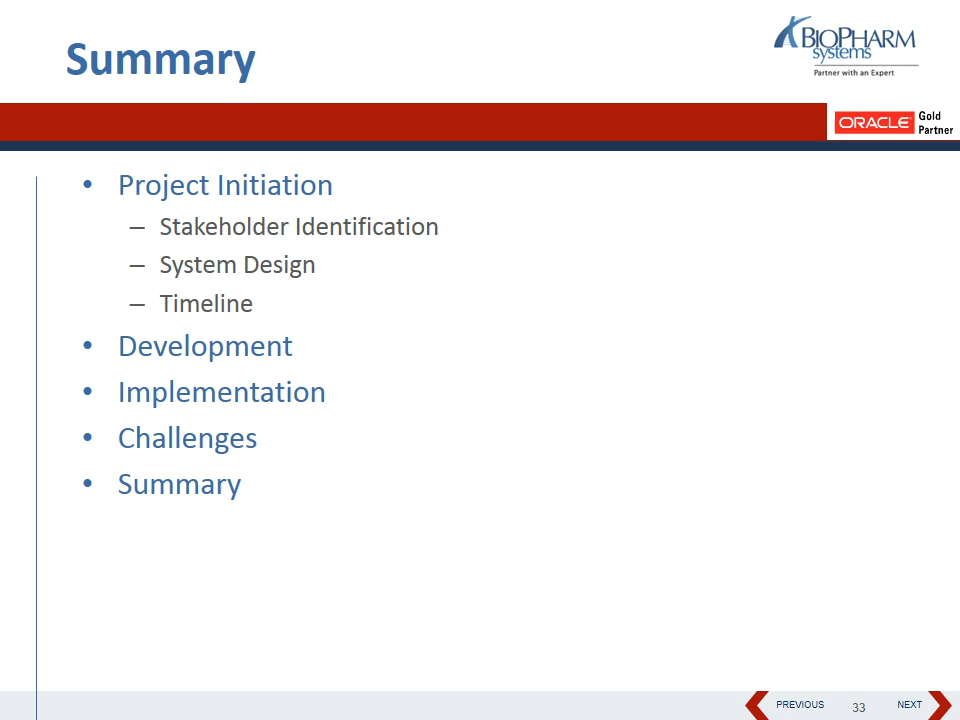 Summary
BIOPHARM
systems
Partner with an Expert
ORACLE
Gold
Partner
• Project Initiation
– Stakeholder Identification
– System Design
– Timeline
• Development
• Implementation
• Challenges
• Summary
PREVIOUS 33 NEXT